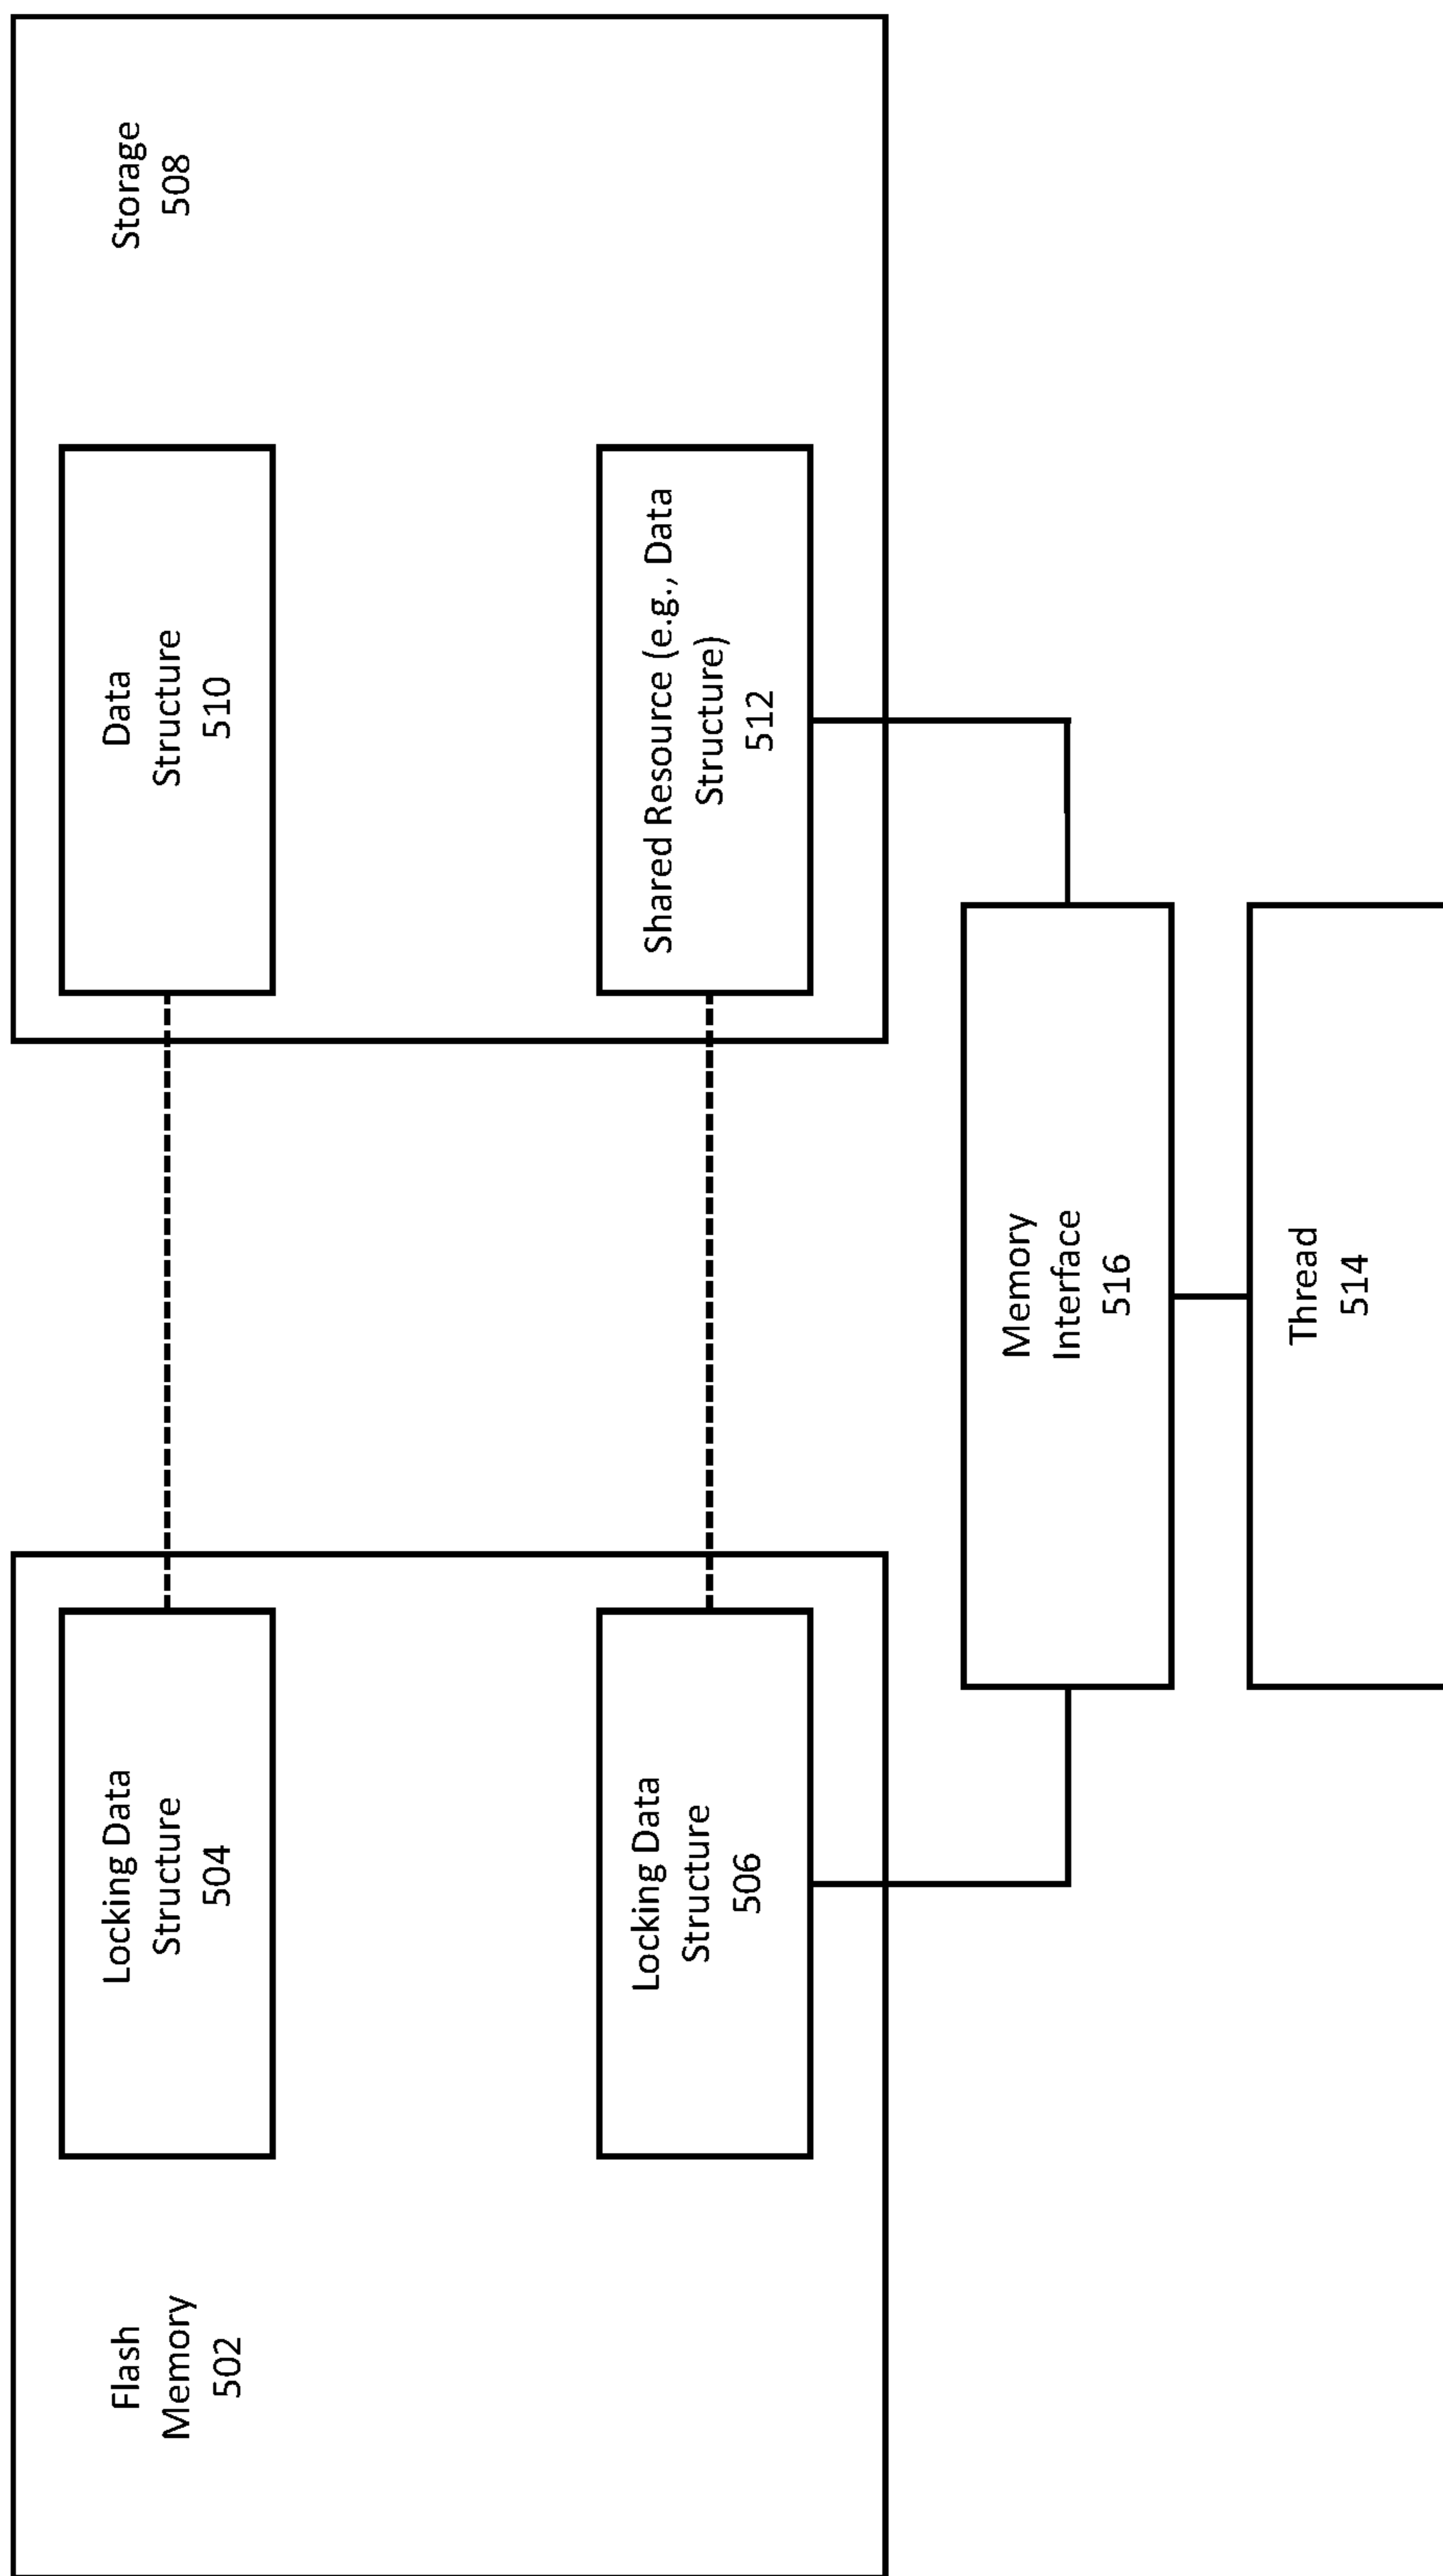 Flash
Memory
502
Locking Data
Structure
504
Locking Data
Structure
506
Storage
508
Data
Structure
510
Shared Resource (e.g., Data
Structure)
512
Memory
Interface
516
Thread
514